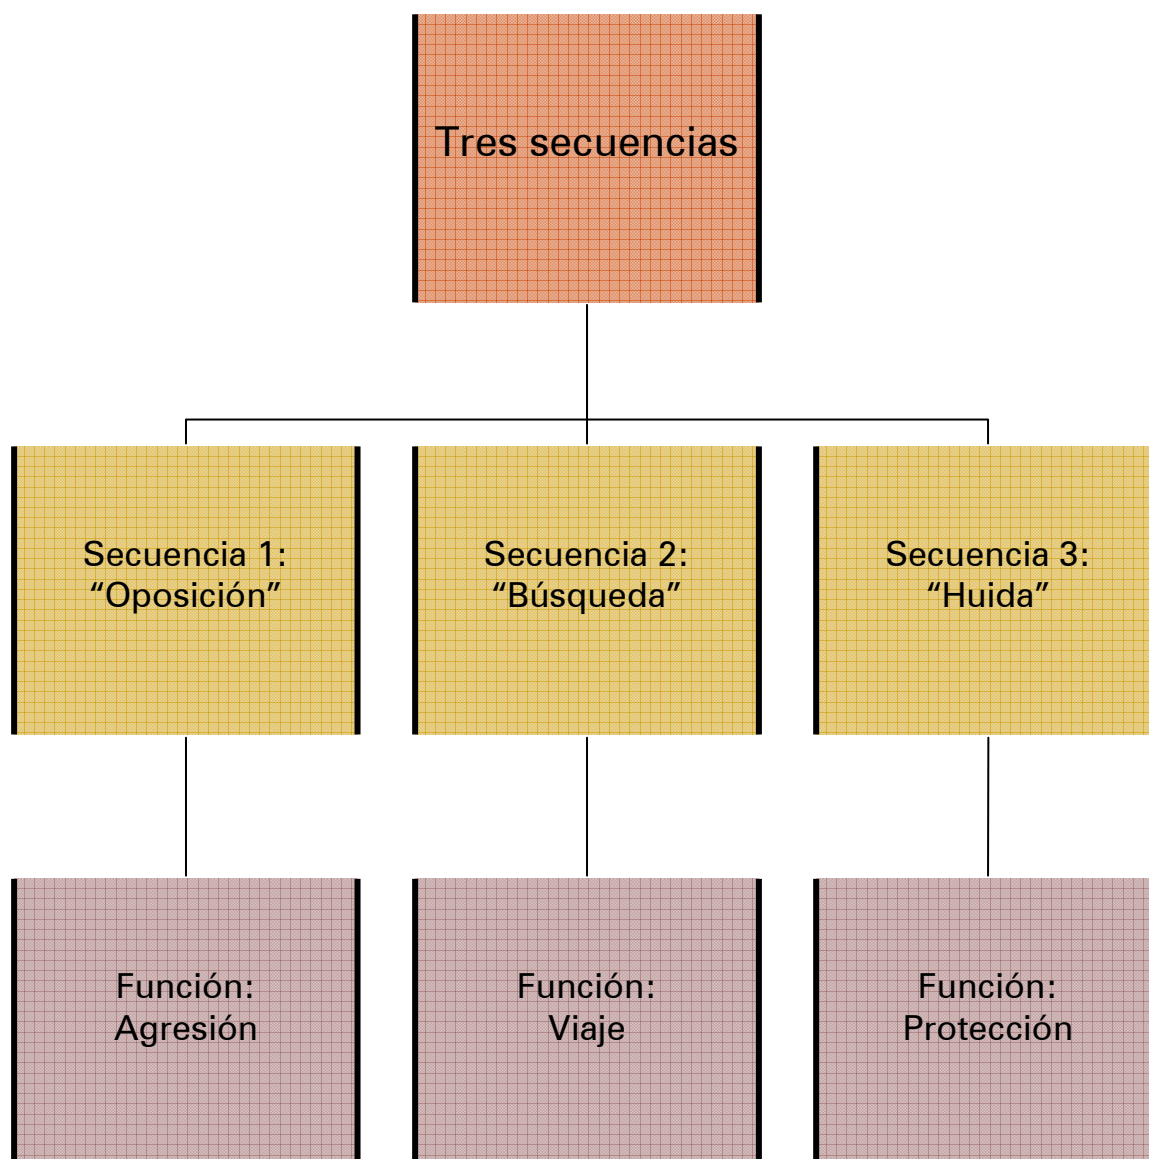 Tres secuencias
Secuencia 1:
“Oposición”
Secuencia 2:
“Búsqueda”
Secuencia 3:
“Huida”
Función:
Agresión
Función:
Viaje
Función:
Protección